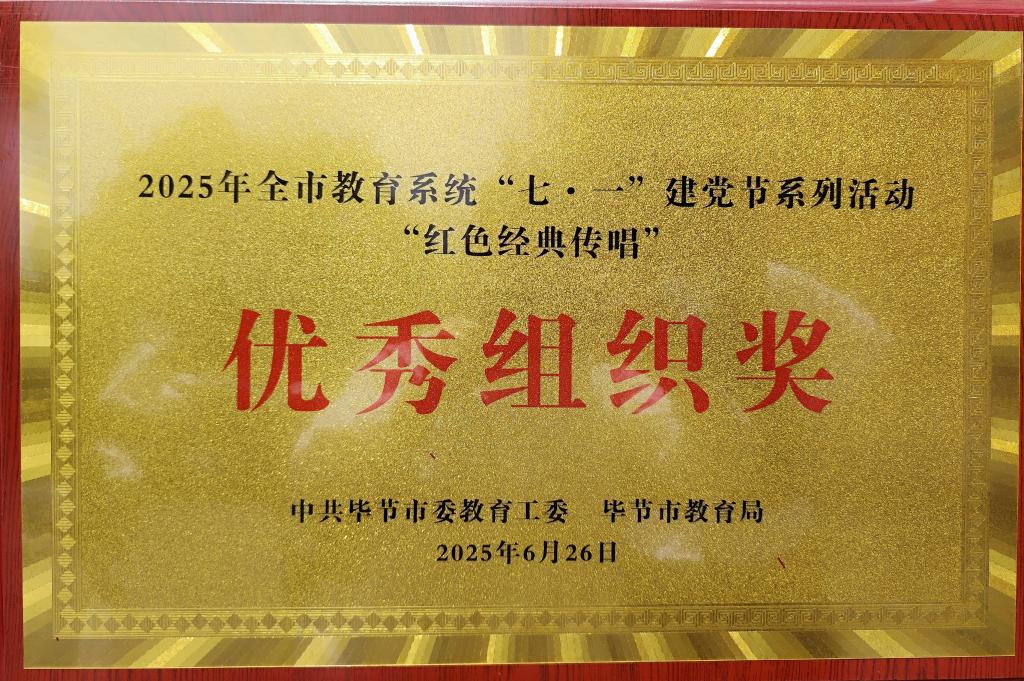 2025年全市教育系统“七·一”建党节系列活动
“红色经典传唱”
优秀组织奖
中共毕节市委教育工委　毕节市教育局
2025年6月26日